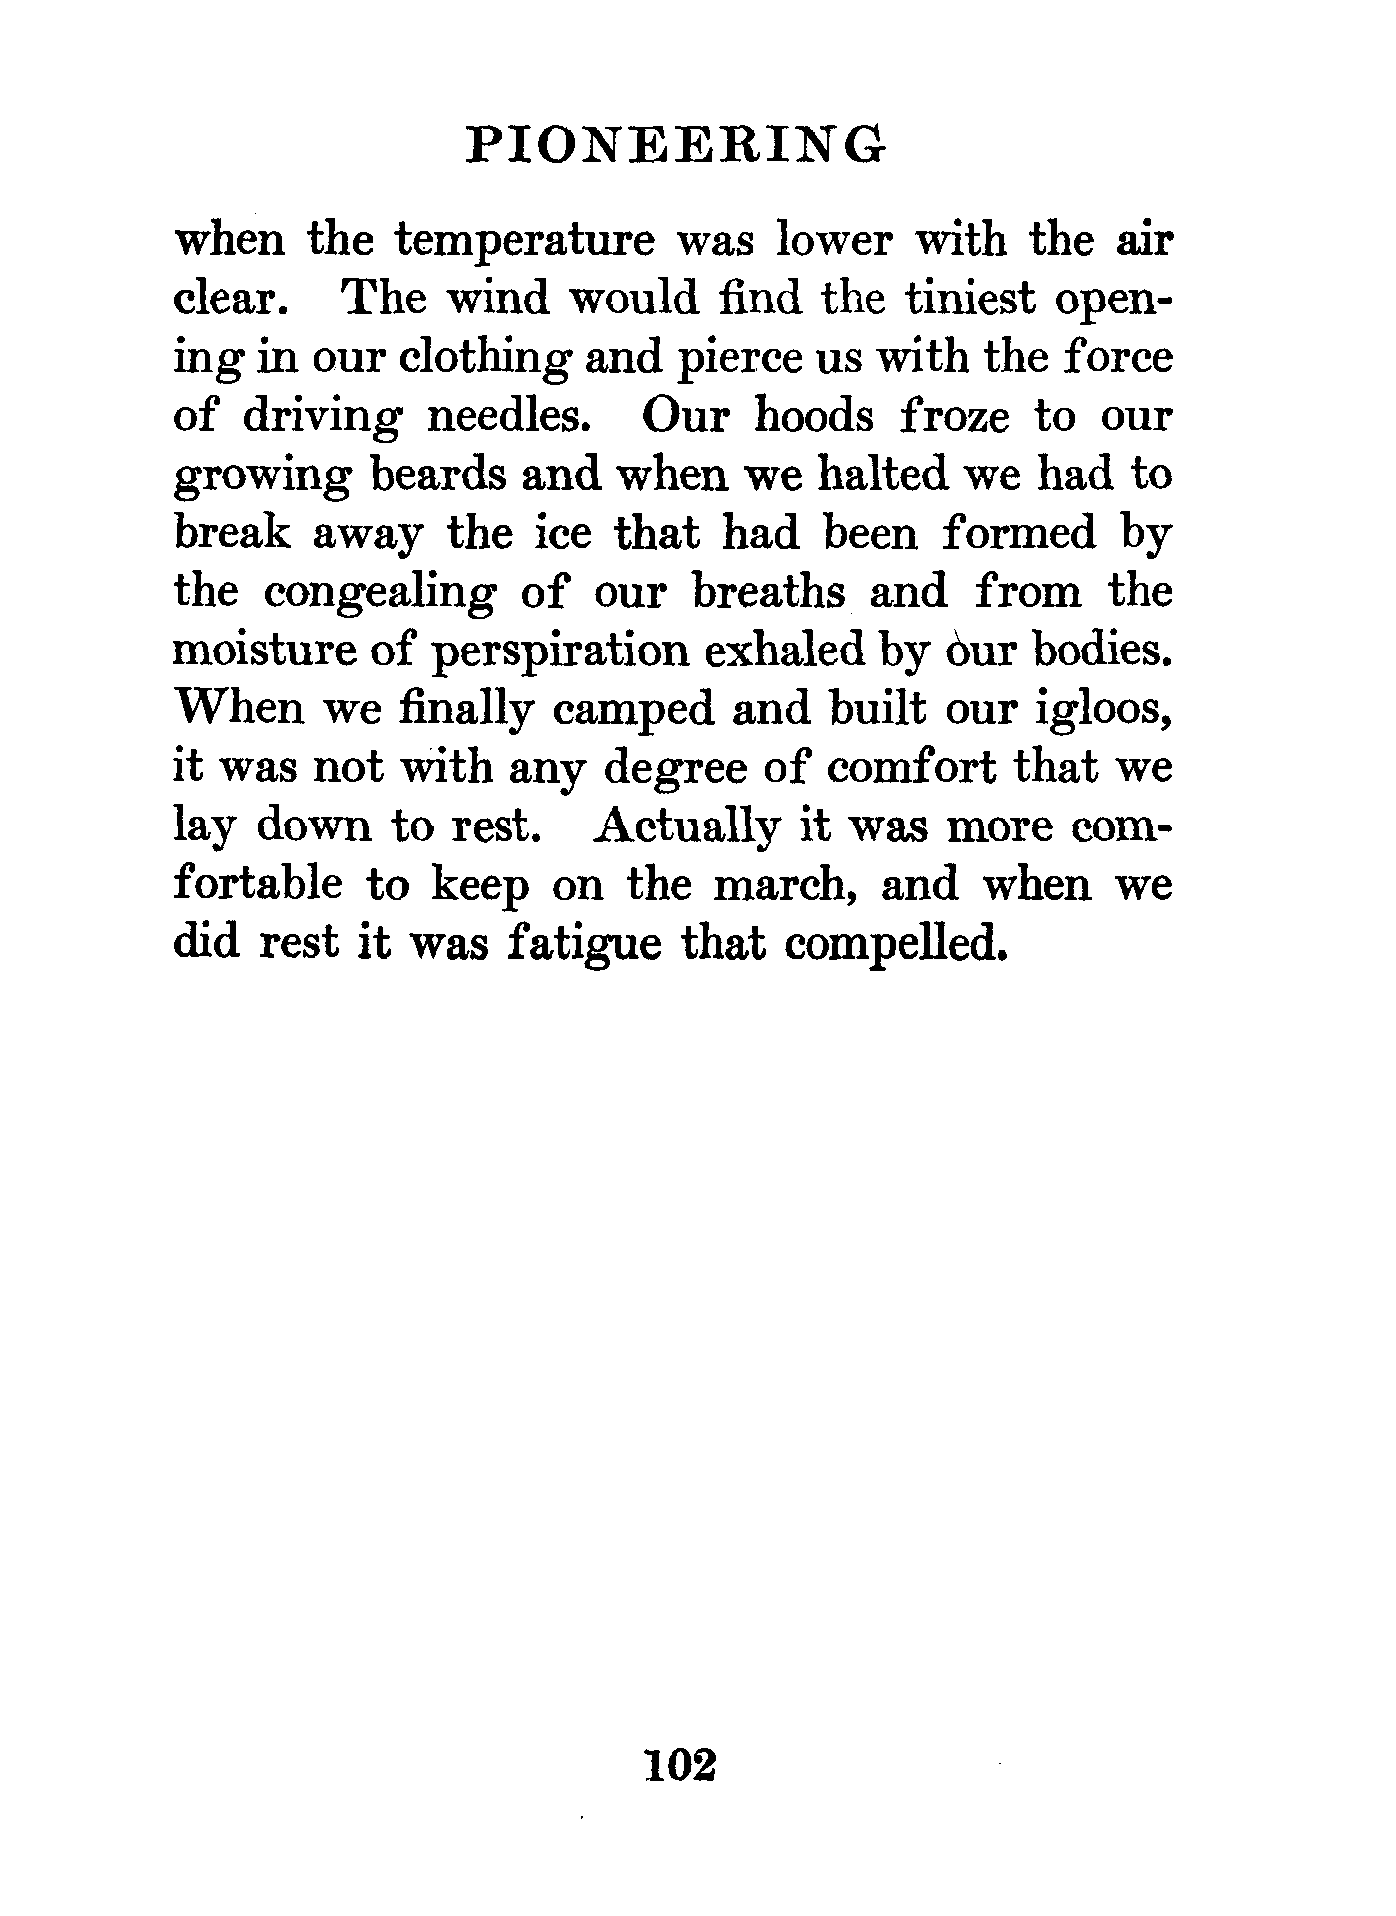 PIONEERING
when the temperature was lower with the air
clear. The wind would find the tiniest open-
ing in our clothing and pierce us with the force
of driving needles. Our hoods froze to our
growing beards and when we halted we had to
break away the ice that had been formed by
the congealing of our breaths and from the
moisture of perspiration exhaled by our bodies.
When we finally camped and built our igloos,
it was not with any degree of comfort that we
lay down to rest. Actually it was more com-
fortable to keep on the march, and when we
did rest it was fatigue that compelled.
102